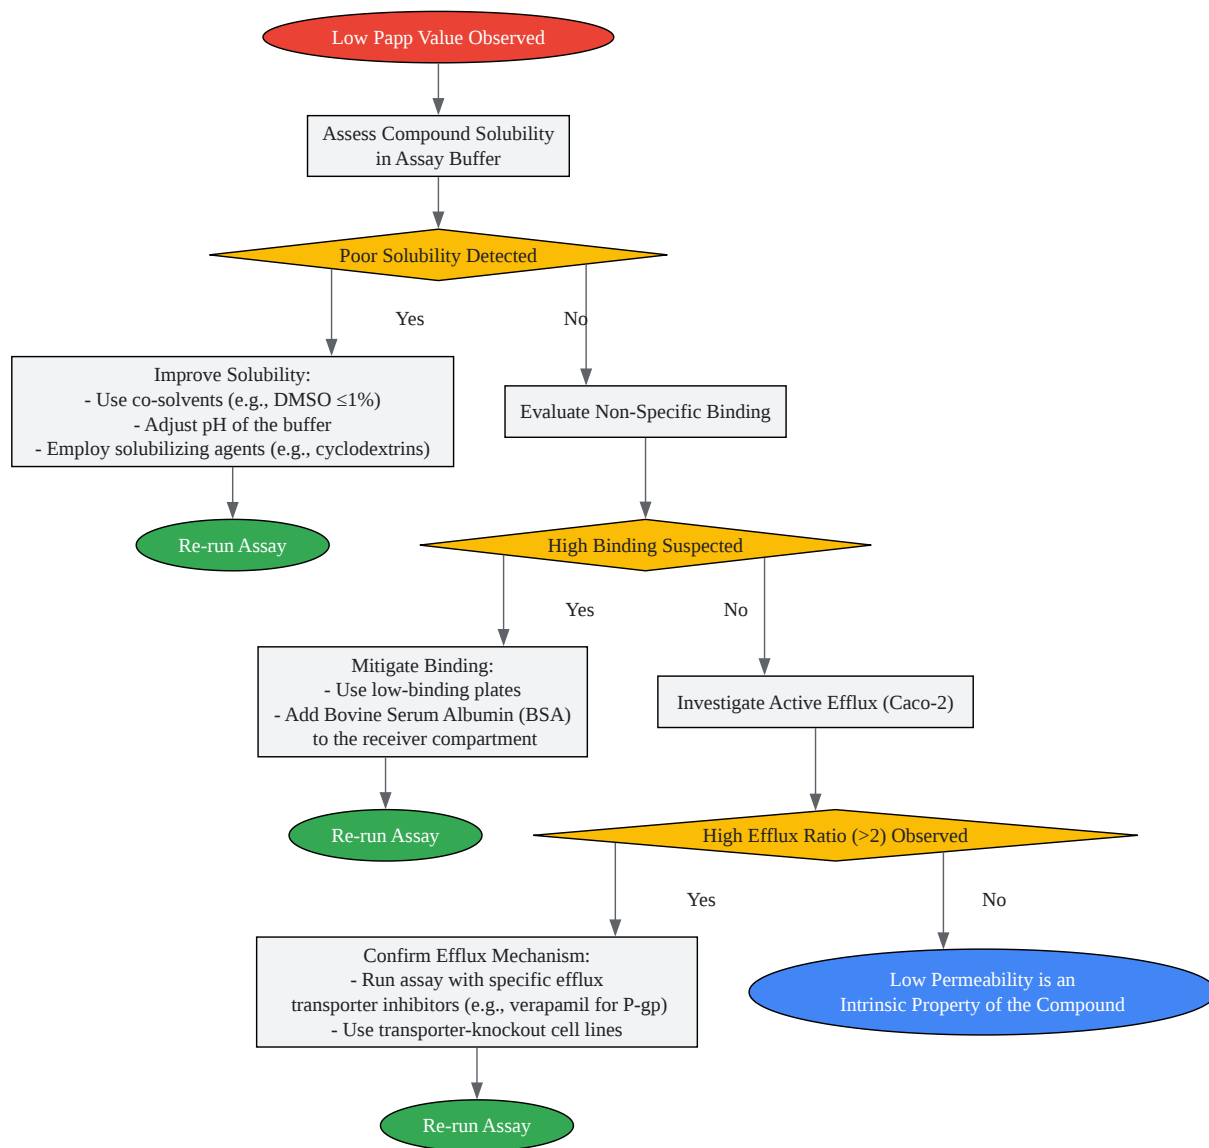 Low Papp Value Observed
Assess Compound Solubility
in Assay Buffer
Poor Solubility Detected
Yes
No
Improve Solubility:
- Use co-solvents (e.g., DMSO ≤1%)
- Adjust pH of the buffer
- Employ solubilizing agents (e.g., cyclodextrins)
Evaluate Non-Specific Binding
Re-run Assay
High Binding Suspected
Yes
No
Mitigate Binding:
- Use low-binding plates
- Add Bovine Serum Albumin (BSA)
to the receiver compartment
Investigate Active Efflux (Caco-2)
Re-run Assay
High Efflux Ratio (>2) Observed
Yes
No
Confirm Efflux Mechanism:
- Run assay with specific efflux
transporter inhibitors (e.g., verapamil for P-gp)
- Use transporter-knockout cell lines
Low Permeability is an
Intrinsic Property of the Compound
Re-run Assay